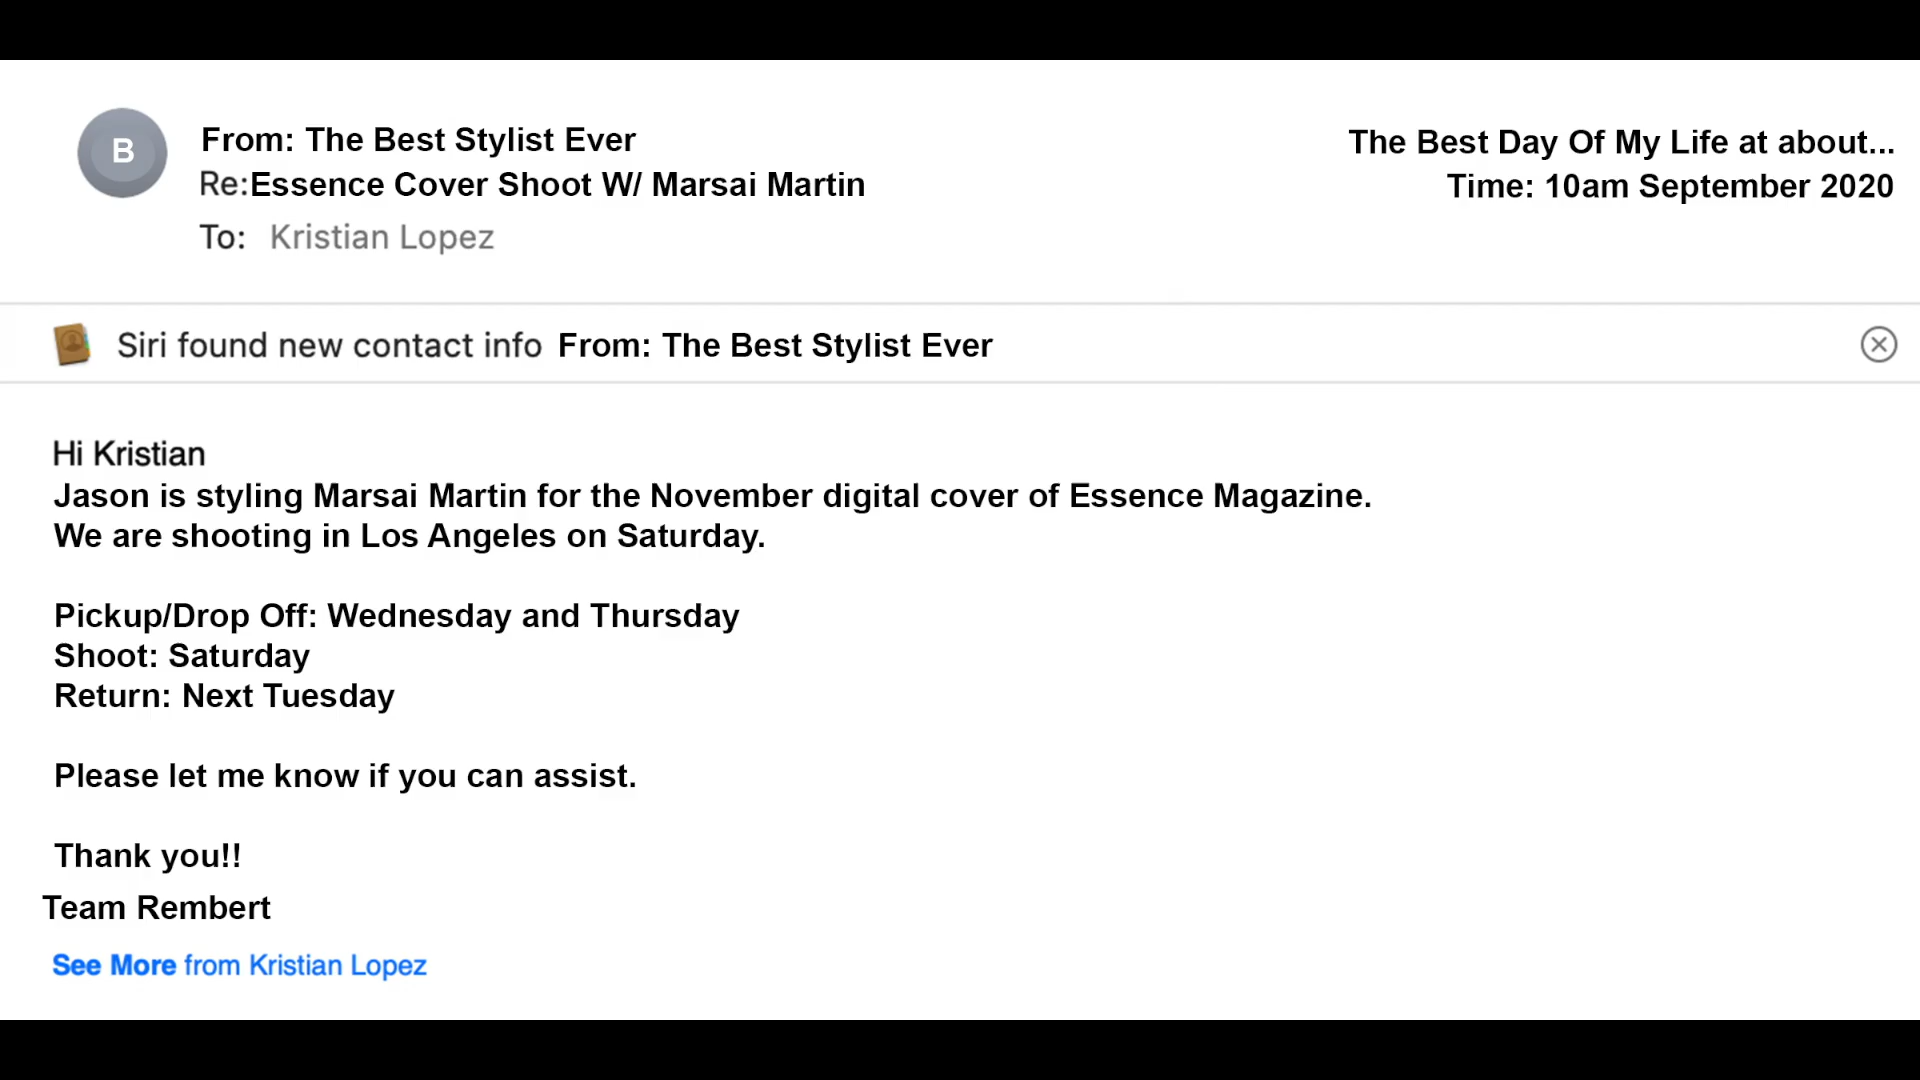 B
From: The Best Stylist Ever
Re:Essence Cover Shoot W/ Marsai Martin
To: Kristian Lopez
The Best Day Of My Life at about...
Time: 10am September 2020
Siri found new contact info From: The Best Stylist Ever
Hi Kristian
Jason is styling Marsai Martin for the November digital cover of Essence Magazine.
We are shooting in Los Angeles on Saturday.
Pickup/Drop Off: Wednesday and Thursday
Shoot: Saturday
Return: Next Tuesday
Please let me know if you can assist.
Thank you!!
Team Rembert
See More from Kristian Lopez